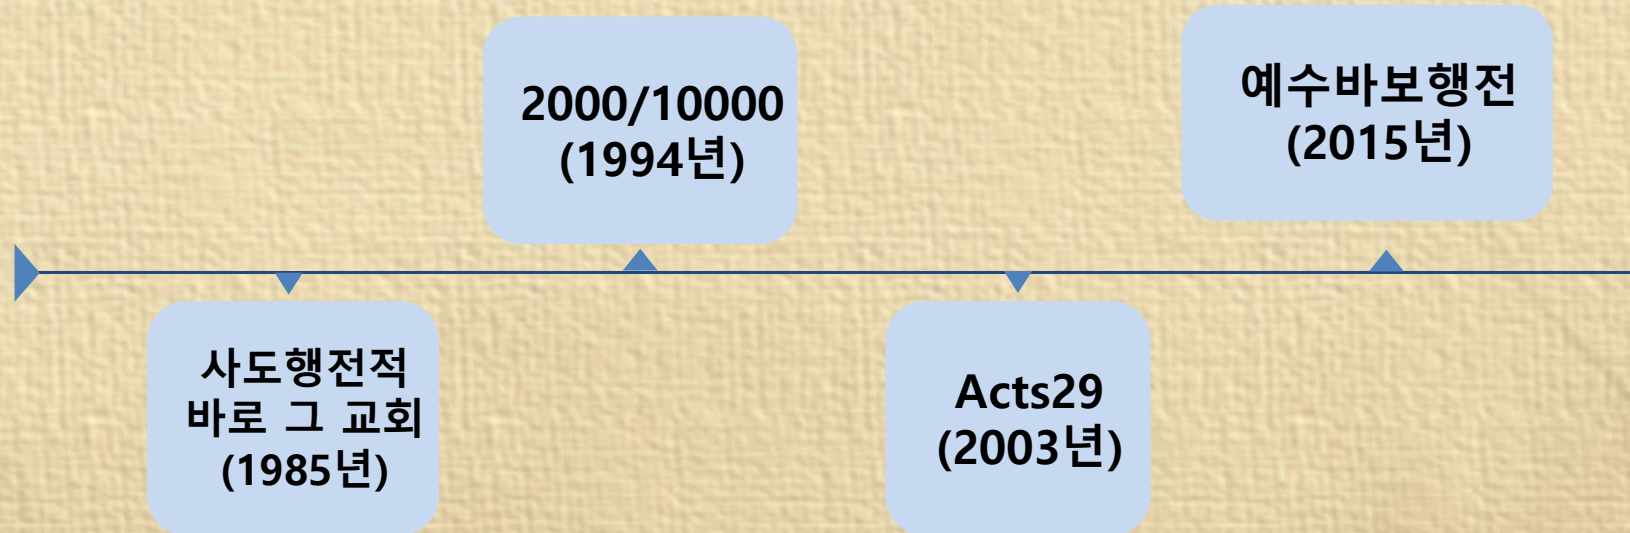 사도행전적
바로 그 교회
(1985년)
2000/10000
(1994년)
Acts29
(2003년)
예수바보행전
(2015년)